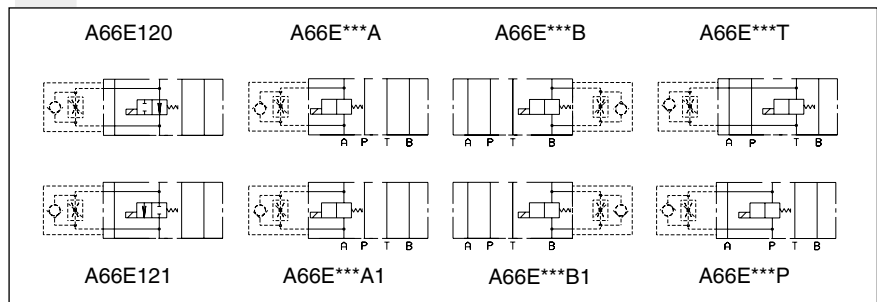 A66E120 A66E***A A66E***B A66E***T
A P T B A P T B A P T B
A P T B A P T B A P T B
A66E121 A66E***A1 A66E***B1 A66E***P